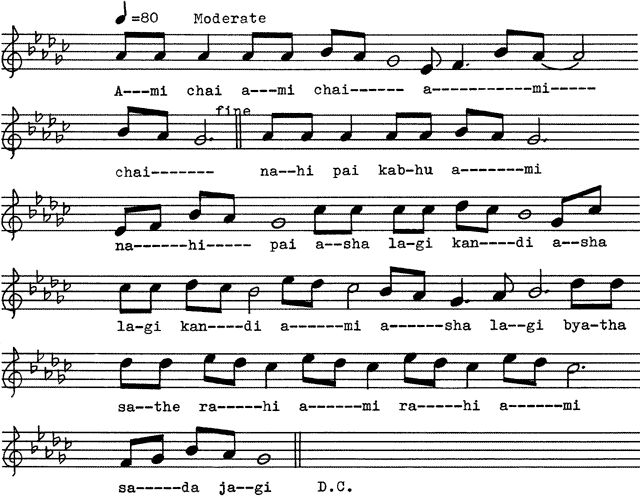 =80 Moderate
A---mi chai a---mi chai------ a-----------mi-----
fine
chai------- na--hi pai kab-hu a-------mi
na------hi----- pai a--sha la-gi kan----di a--sha
la-gi kan----di a------mi a------sha la--gi bya-tha
sa--the ra-----hi a------mi ra-----hi a------mi
sa-----da ja--gi D.C.